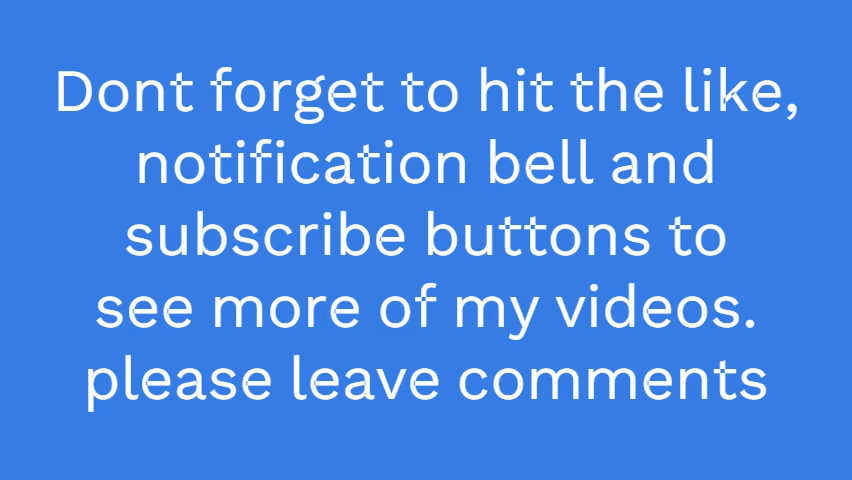 Dont forget to hit the like,
notification bell and
subscribe buttons to
see more of my videos.
please leave comments